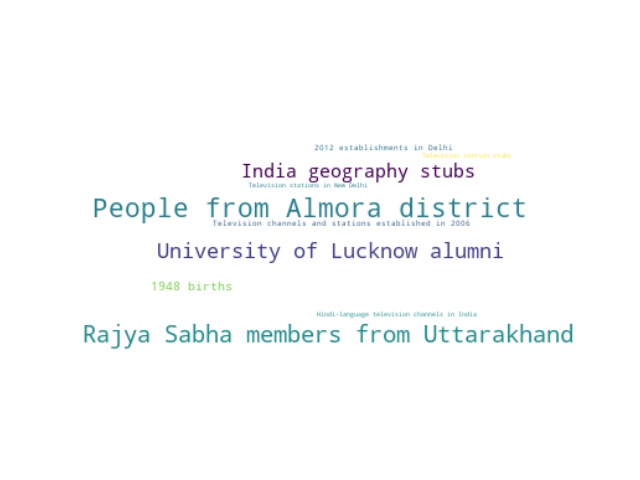 2012 establishments in Delhi
Television station stubs
India geography stubs
Television stations in New Delhi
People from Almora district
Television channels and stations established in 2006
University of Lucknow alumni
1948 births
Hindi-language television channels in India
Rajya Sabha members from Uttarakhand